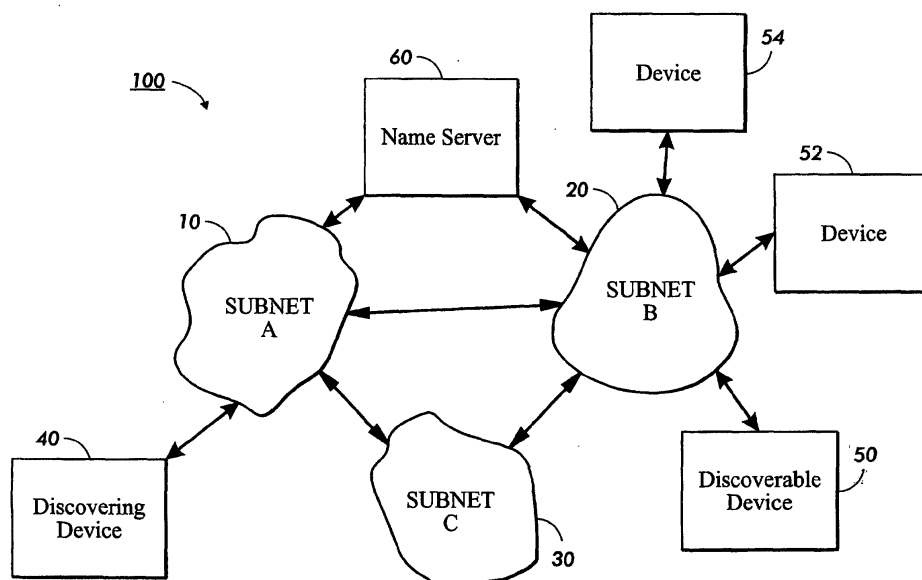 54
60
Device
100
Name Server
52
20
10
Device
SUBNET
A
SUBNET
B
40
50
Discovering
Device
SUBNET
C
Discoverable
Device
30